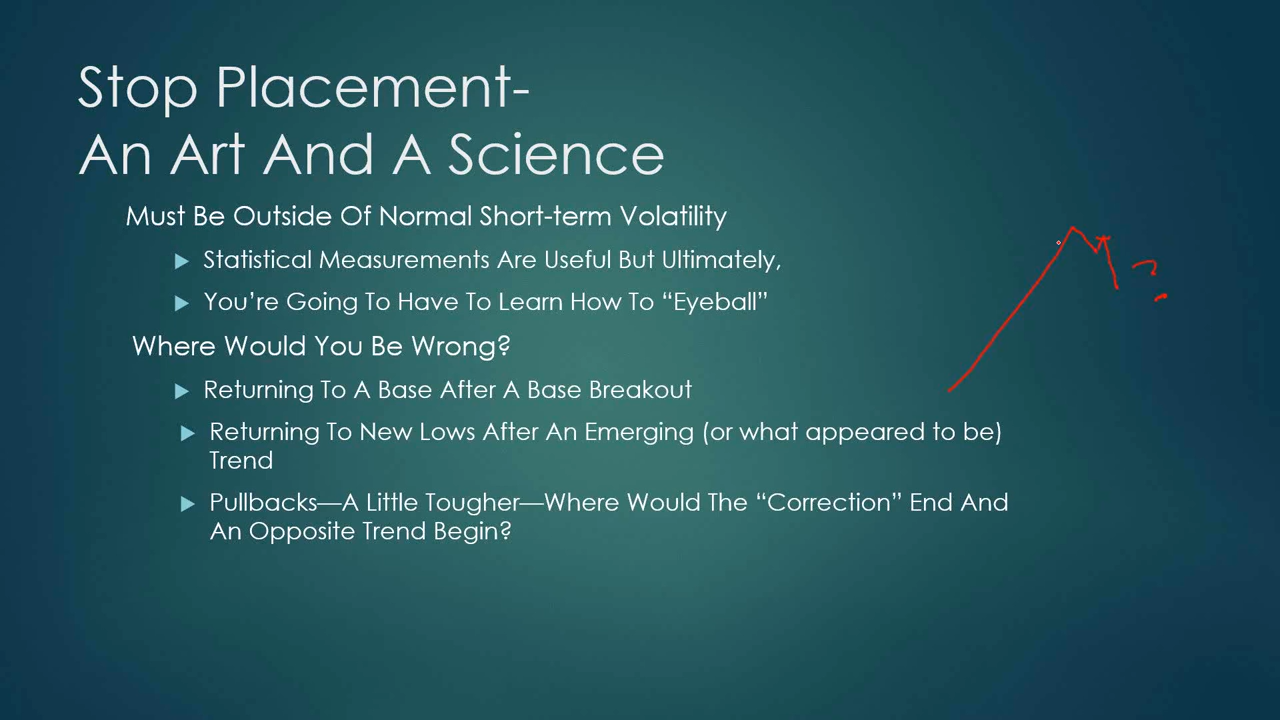 Stop Placement-
An Art And A Science
Must Be Outside Of Normal Short-term Volatility
Statistical Measurements Are Useful But Ultimately,
You're Going To Have To Learn How To “Eyeball”
Where Would You Be Wrong?
Returning To A Base After A Base Breakout
Returning To New Lows After An Emerging (or what appeared to be)
Trend
Pullbacks—A Little Tougher—Where Would The “Correction” End And
An Opposite Trend Begin?
?